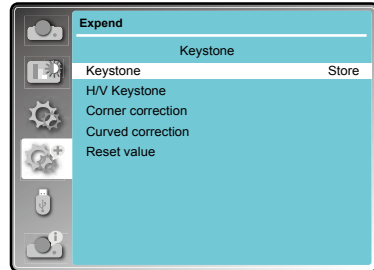 Expend
Keystone
Keystone Store
H/V Keystone
Corner correction
Curved correction
Reset value